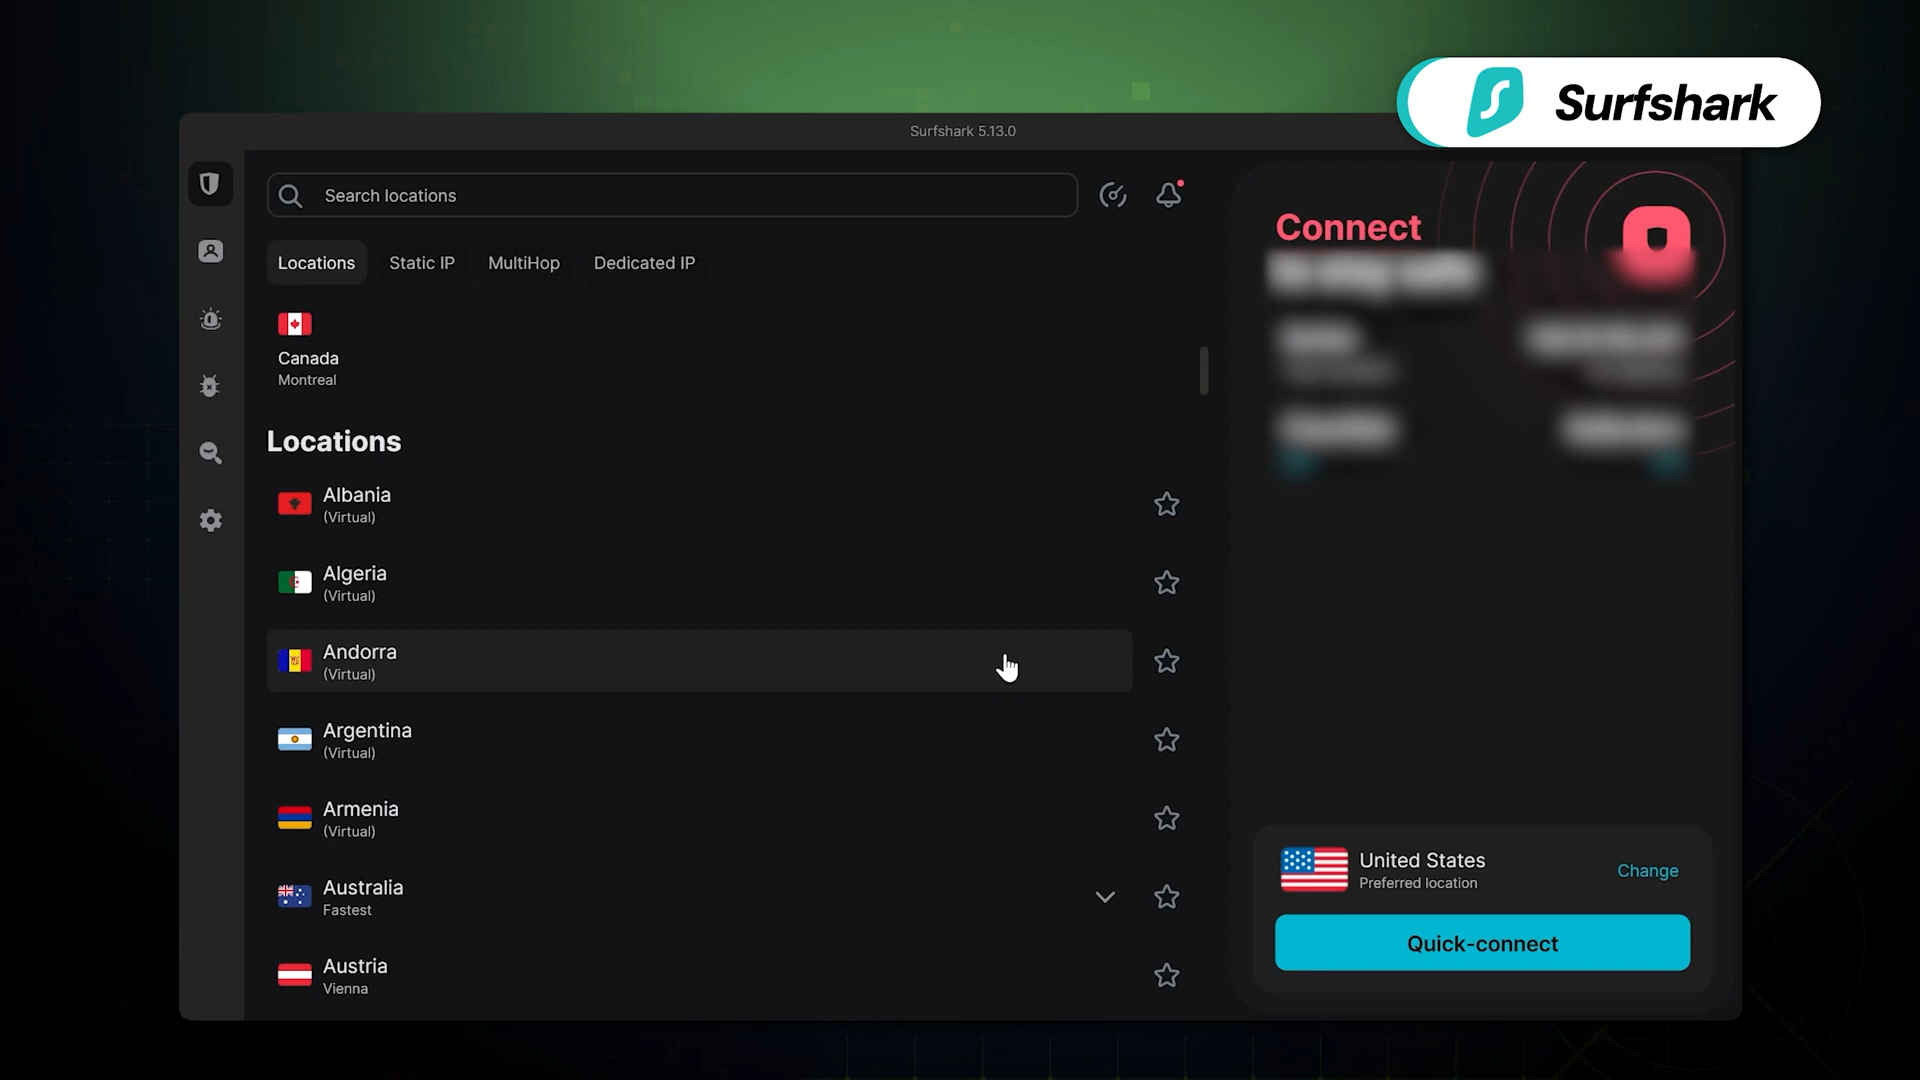 Surfshark
Surfshark 5.13.0
Search locations
Connect
Locations
Static IP
MultiHop
Dedicated IP
Canada
Montreal
Locations
Albania
(Virtual)
Algeria
(Virtual)
Andorra
(Virtual)
Argentina
(Virtual)
Armenia
(Virtual)
Australia
Fastest
Austria
Vienna
United States
Preferred location
Change
Quick-connect